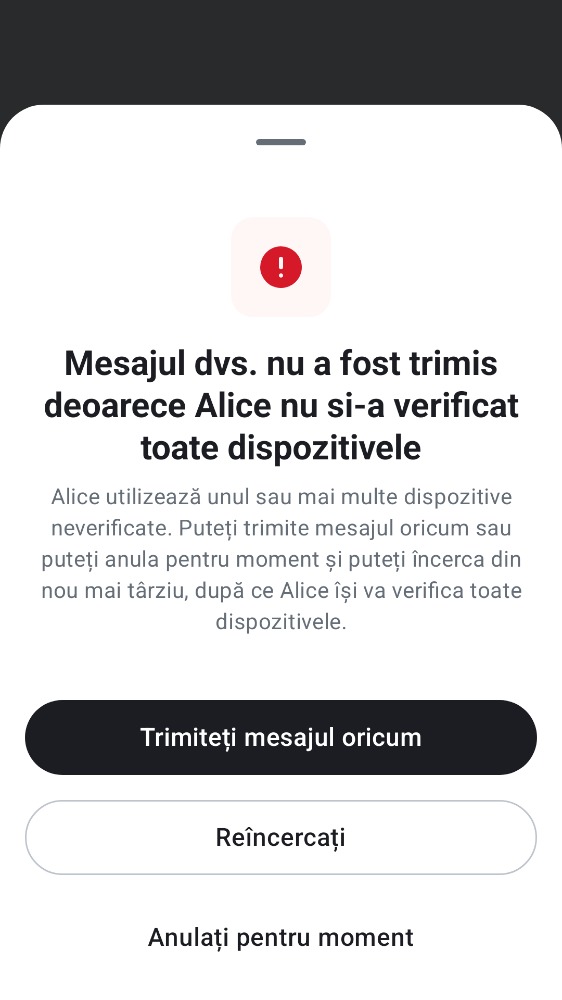 Mesajul dvs. nu a fost trimis
deoarece Alice nu si-a verificat
toate dispozitivele
Alice utilizează unul sau mai multe dispozitive
neverificate. Puteți trimite mesajul oricum sau
puteți anula pentru moment și puteți încerca din
nou mai târziu, după ce Alice își va verifica toate
dispozitivele.
Trimiteți mesajul oricum
Reîncercați
Anulați pentru moment